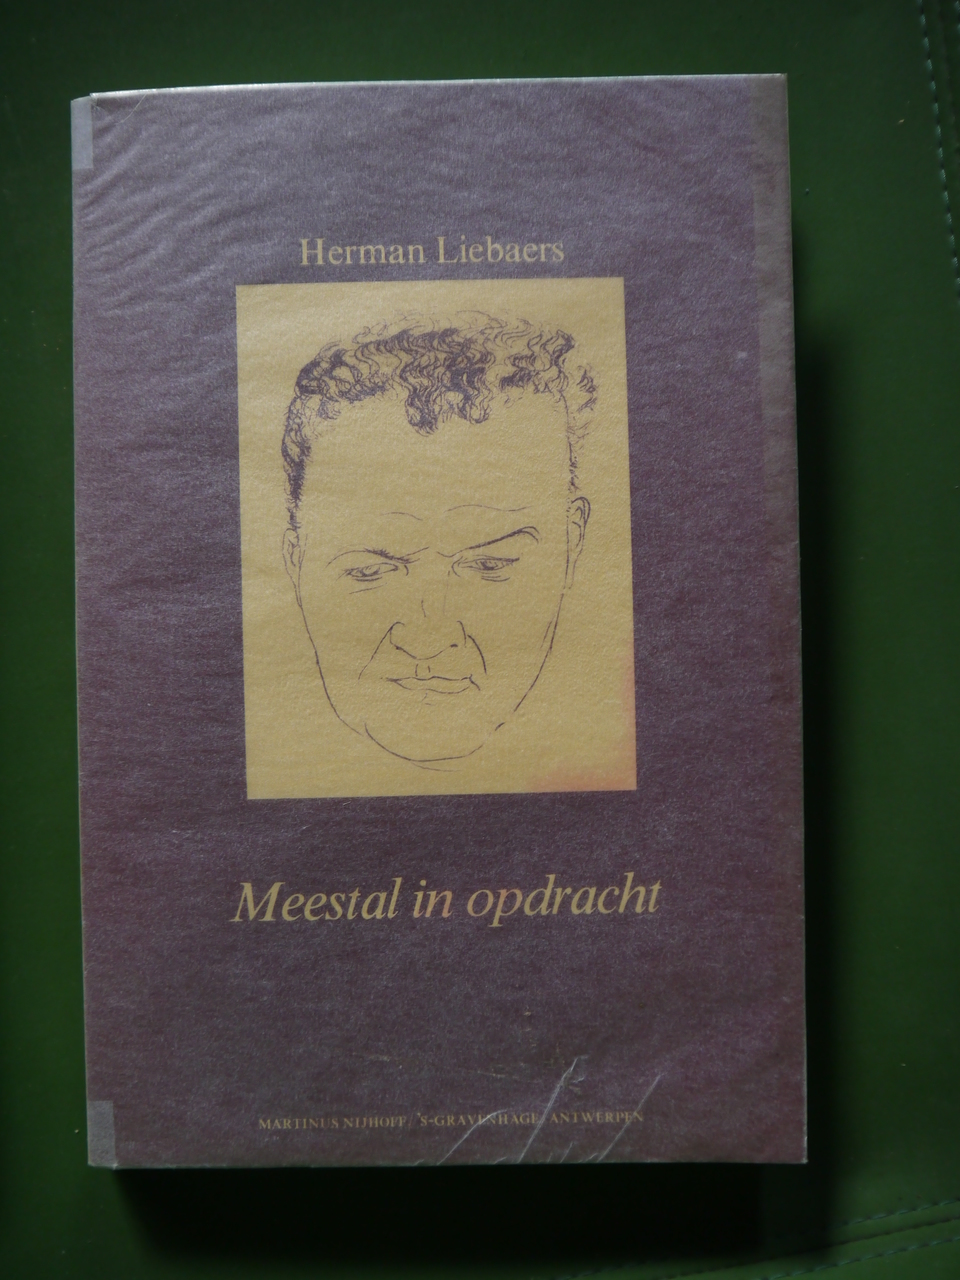 Herman Liebaers
Meestal in opdracht
MARTINUS NIJHOFF / 'S-GRAVENHAGE / ANTWERPEN